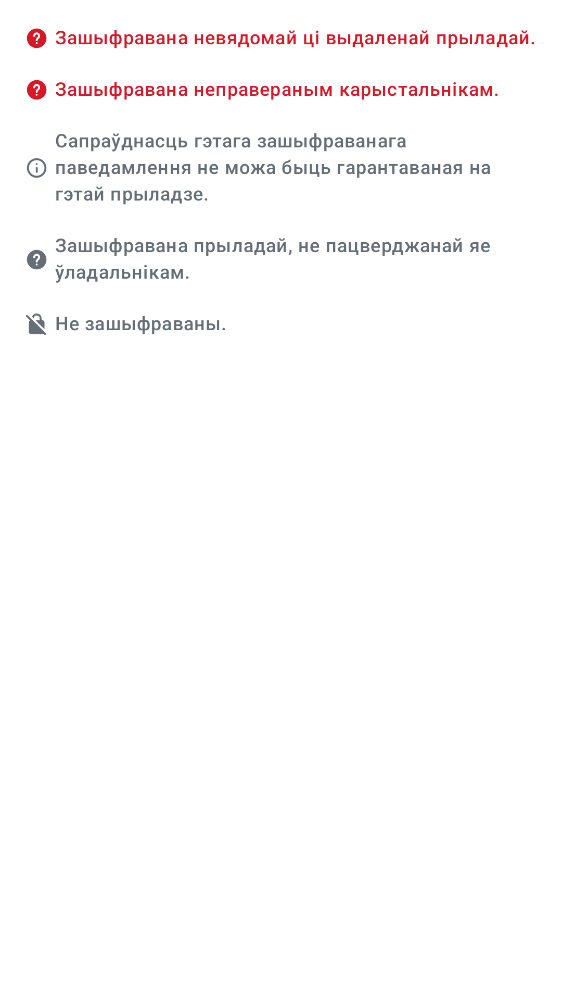 Зашыфравана невядомай ці выдаленай прыладай.
Зашыфравана неправераным карыстальнікам.
Сапраўднасць гэтага зашыфраванага
паведамлення не можа быць гарантаваная на
гэтай прыладзе.
Зашыфравана прыладай, не пацверджанай яе
ўладальнікам.
Не зашыфраваны.